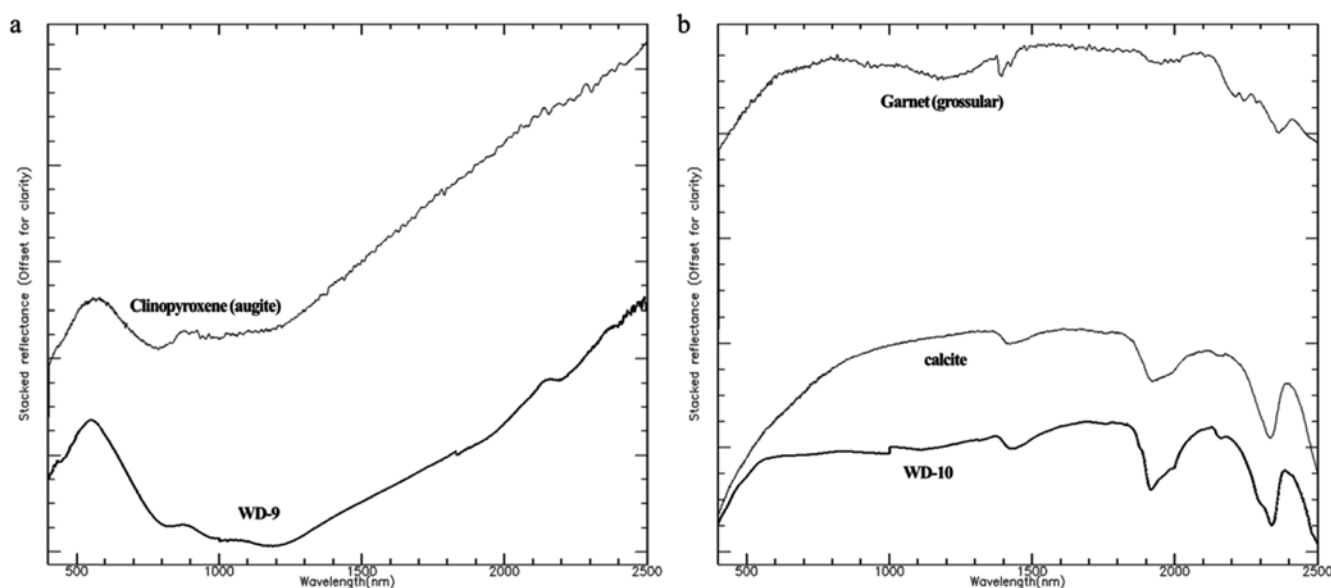 a
Stacked reflectance (Offset for clarity)
Clinopyroxene (augite)
WD-9
500 1000 1500 2000 2500
Wavelength(nm)
b
Stacked reflectance (Offset for clarity)
Garnet (grossular)
calcite
WD-10
500 1000 1500 2000 2500
Wavelength(nm)